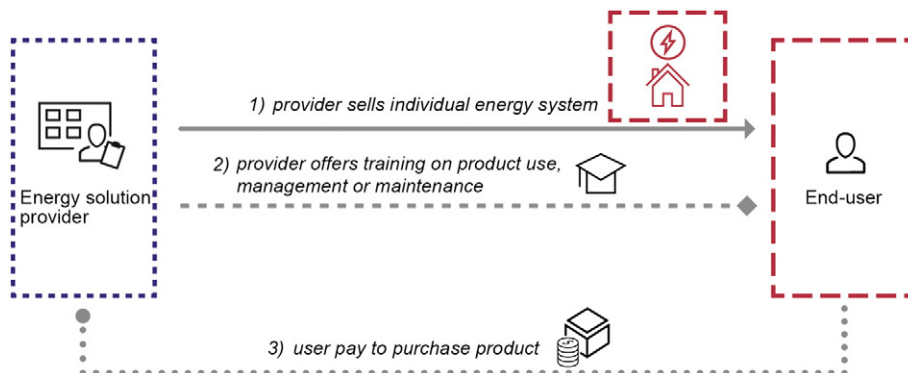 1) provider sells individual energy system
2) provider offers training on product use,
management or maintenance
Energy solution
provider
End-user
3) user pay to purchase product